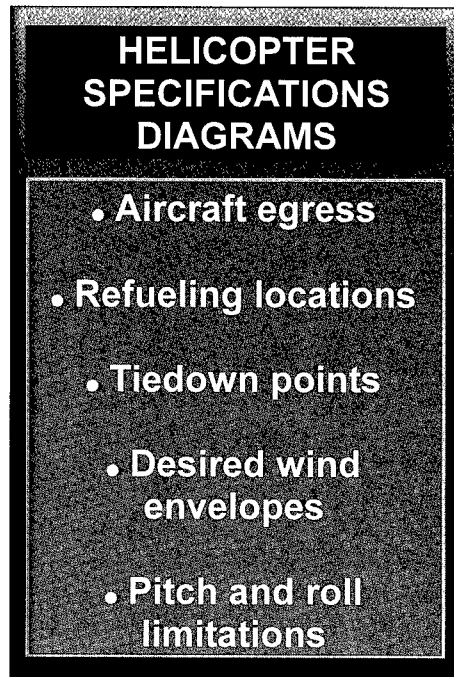 HELICOPTER
SPECIFICATIONS
DIAGRAMS
• Aircraft egress
• Refueling locations
• Tiedown points
• Desired wind
envelopes
• Pitch and roll
limitations